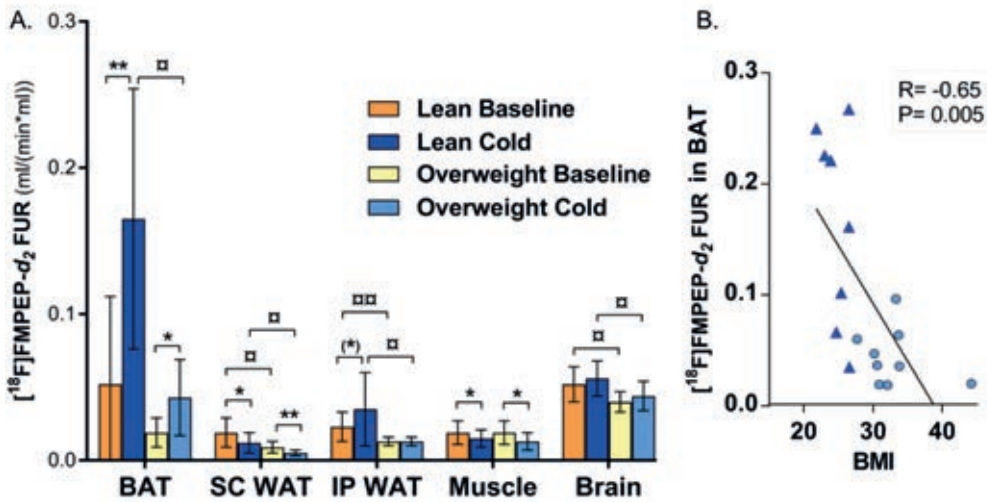 A.
[¹⁸F]FMPEP-d₂ FUR (ml/(min*ml))
0.3
0.2
0.1
0.0
** ¤
*
Lean Baseline
Lean Cold
Overweight Baseline
Overweight Cold
¤
¤
*
**
¤¤
(*) ¤
* *
¤
¤
BAT SC WAT IP WAT Muscle Brain
B.
[¹⁸F]FMPEP-d₂ FUR in BAT
0.3
0.2
0.1
0.0
R= -0.65
P= 0.005
20 30 40
BMI